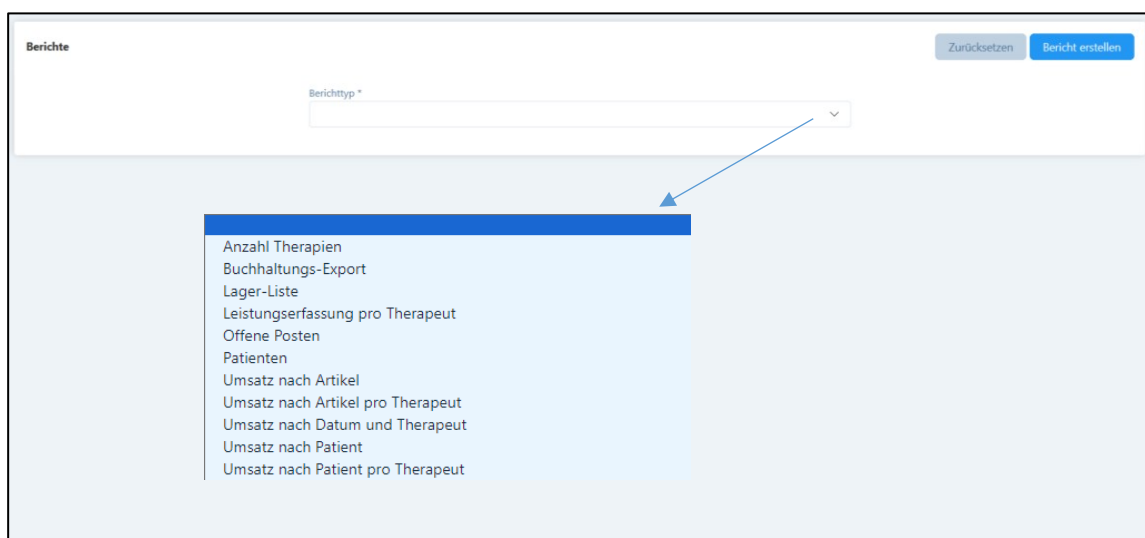 Berichte
Zurücksetzen
Bericht erstellen
Berichttyp *
Anzahl Therapien
Buchhaltungs-Export
Lager-Liste
Leistungserfassung pro Therapeut
Offene Posten
Patienten
Umsatz nach Artikel
Umsatz nach Artikel pro Therapeut
Umsatz nach Datum und Therapeut
Umsatz nach Patient
Umsatz nach Patient pro Therapeut